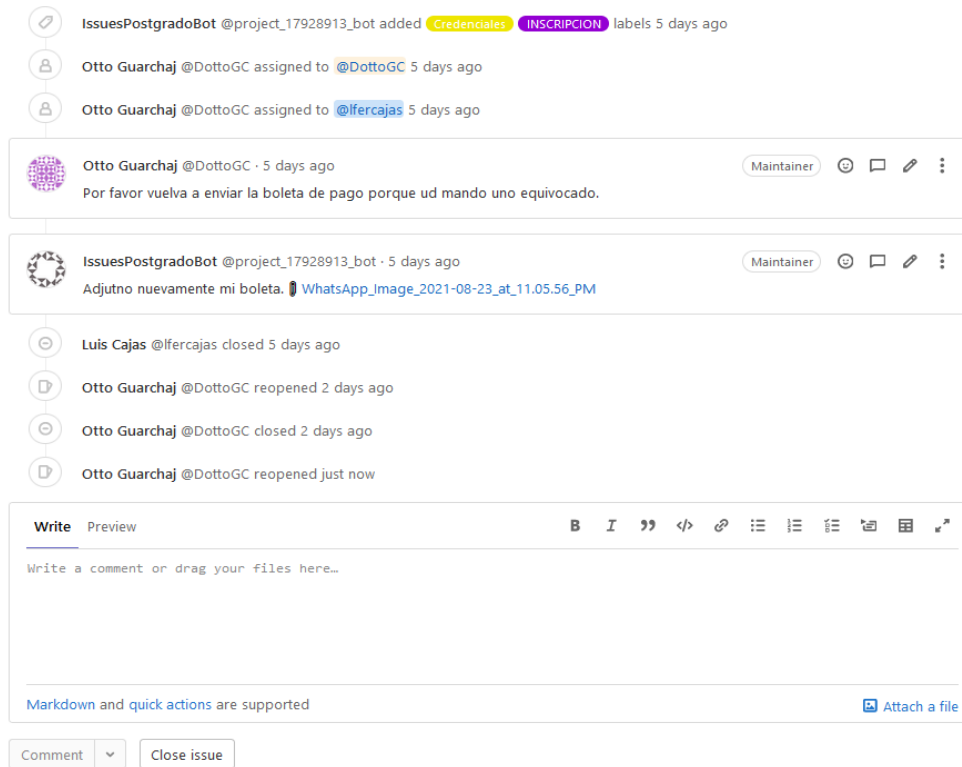 IssuesPostgradoBot @project_17928913_bot added Credenciales INSCRIPCION labels 5 days ago
Otto Guarchaj @DottoGC assigned to @DottoGC 5 days ago
Otto Guarchaj @DottoGC assigned to @lfercajas 5 days ago
Otto Guarchaj @DottoGC · 5 days ago Maintainer
Por favor vuelva a enviar la boleta de pago porque ud mando uno equivocado.
IssuesPostgradoBot @project_17928913_bot · 5 days ago Maintainer
Adjutno nuevamente mi boleta. WhatsApp_Image_2021-08-23_at_11.05.56_PM
Luis Cajas @lfercajas closed 5 days ago
Otto Guarchaj @DottoGC reopened 2 days ago
Otto Guarchaj @DottoGC closed 2 days ago
Otto Guarchaj @DottoGC reopened just now
Write Preview
Write a comment or drag your files here…
Markdown and quick actions are supported Attach a file
Comment Close issue